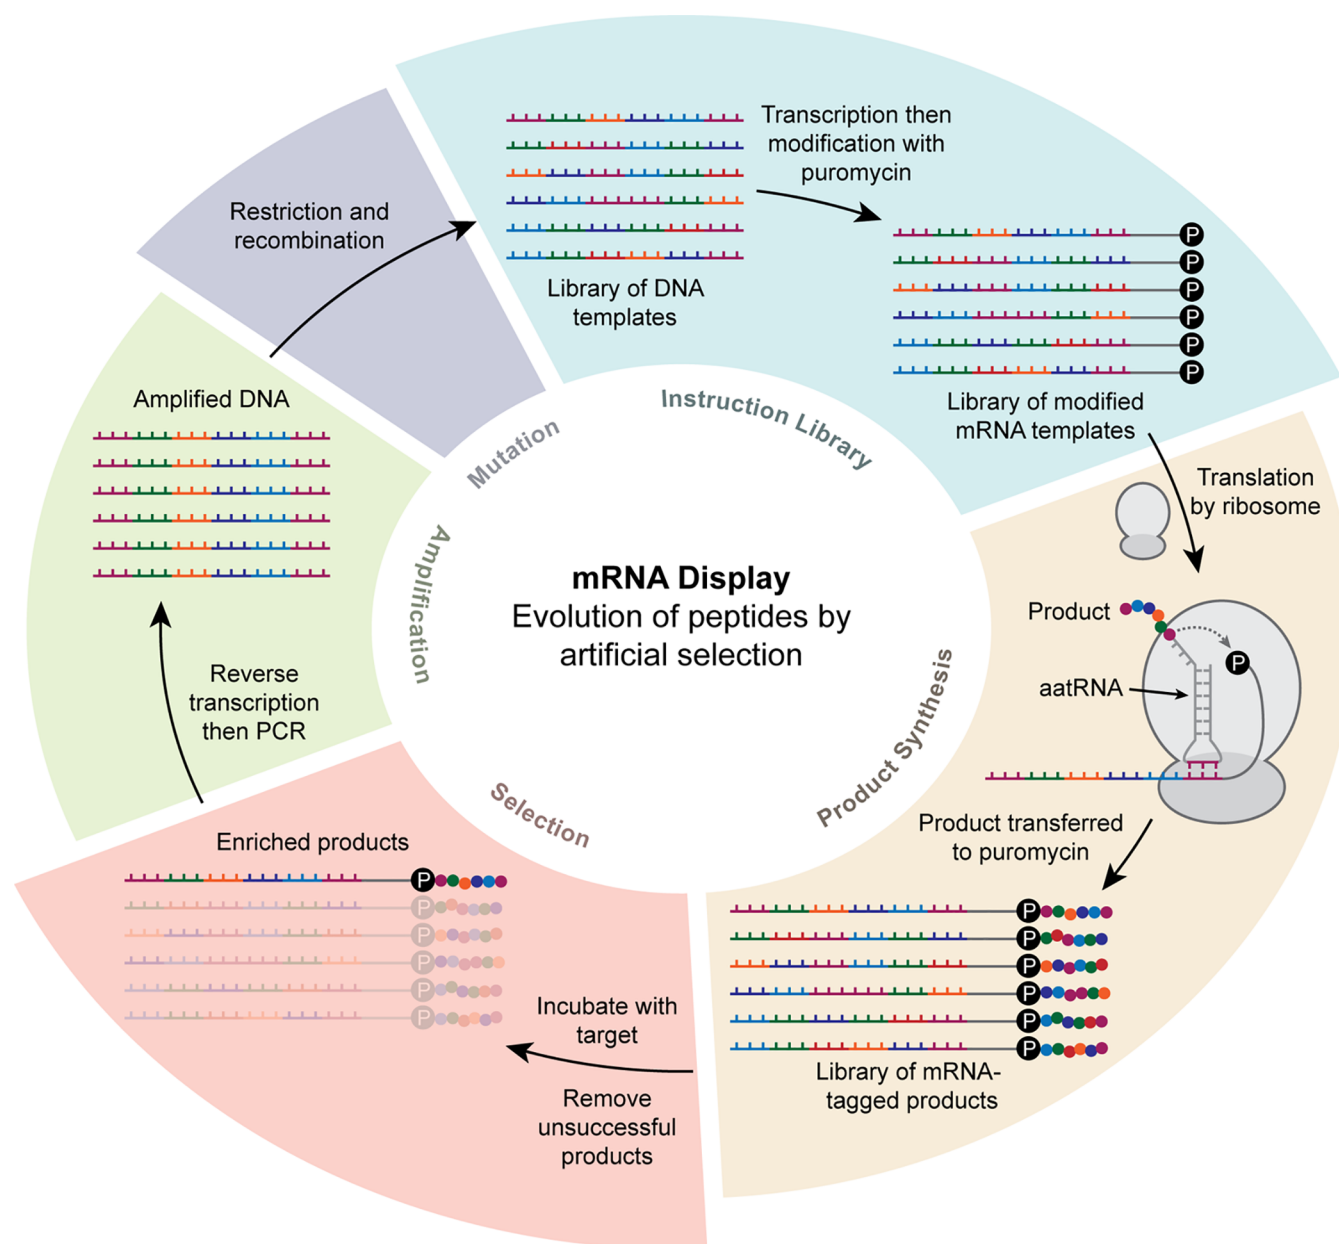 mRNA Display
Evolution of peptides by
artificial selection
Instruction Library
Library of DNA
templates
Transcription then
modification with
puromycin
P
P
P
P
P
P
Library of modified
mRNA templates
Product Synthesis
Translation
by ribosome
Product
P
aatRNA
Product transferred
to puromycin
P
P
P
P
P
P
Library of mRNA-
tagged products
Selection
Incubate with
target
Remove
unsuccessful
products
Enriched products
P
P
P
P
P
P
Amplification
Reverse
transcription
then PCR
Amplified DNA
Mutation
Restriction and
recombination